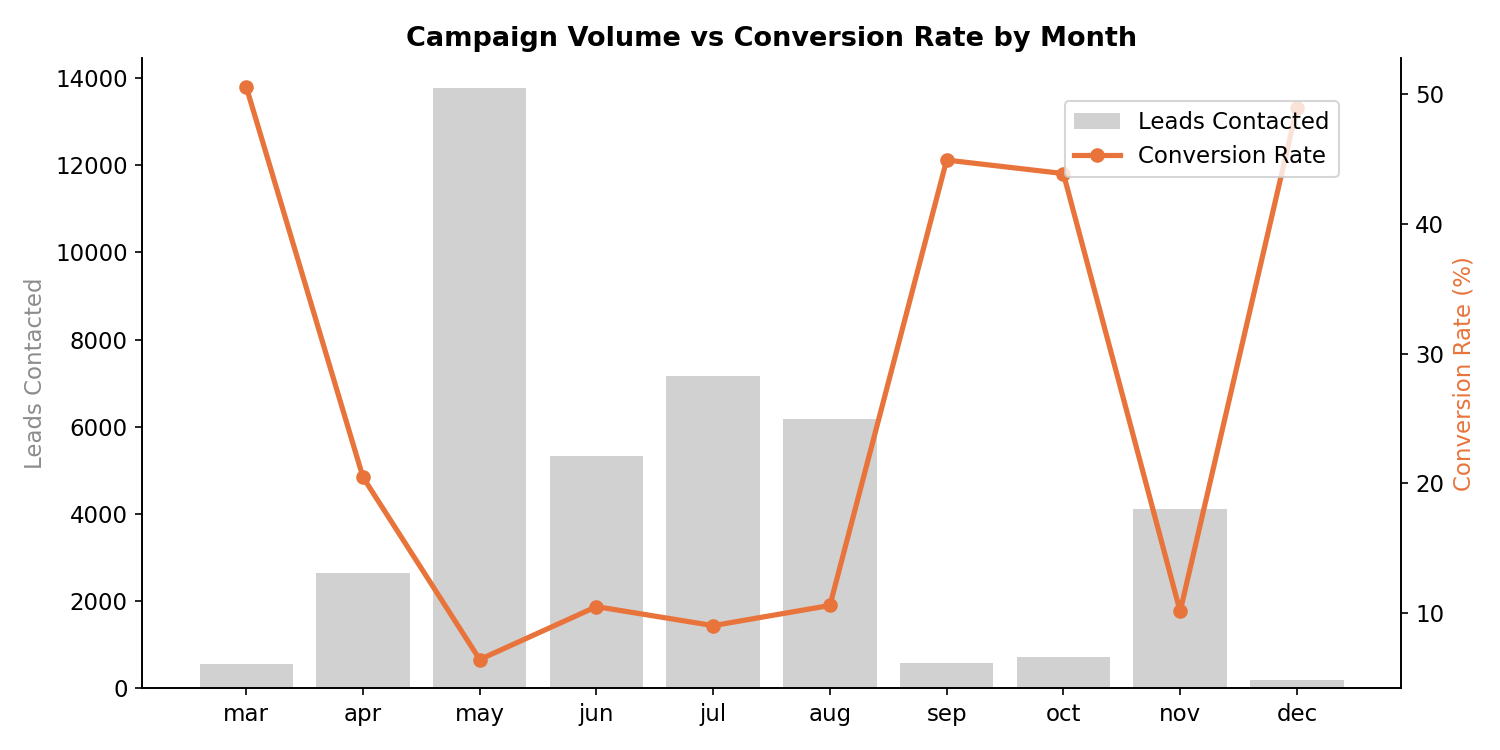 Campaign Volume vs Conversion Rate by Month
Leads Contacted
14000
12000
10000
8000
6000
4000
2000
0
Leads Contacted
Conversion Rate
50
40
30
20
10
Conversion Rate (%)
mar apr may jun jul aug sep oct nov dec